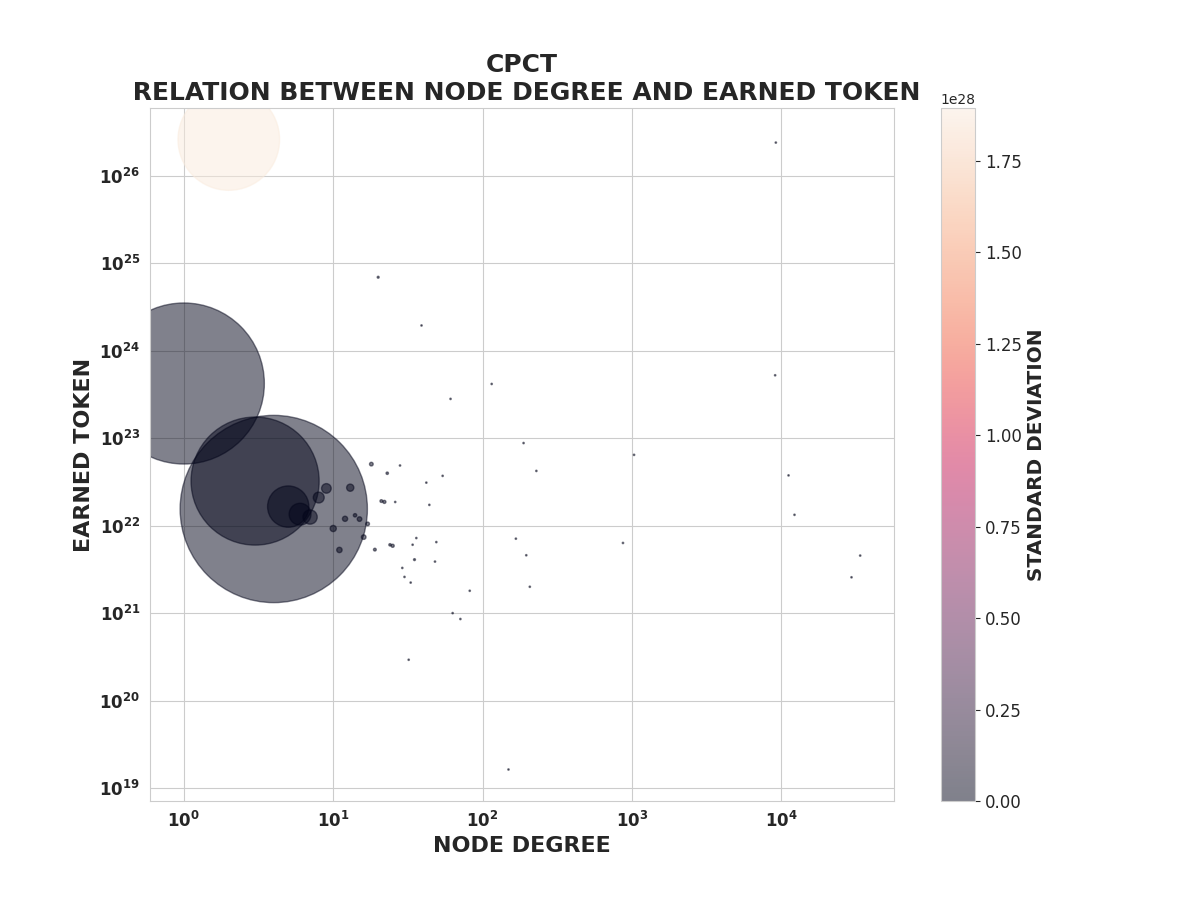 CPCT
RELATION BETWEEN NODE DEGREE AND EARNED TOKEN
1e28
10^26
10^25
10^24
10^23
10^22
10^21
10^20
10^19
EARNED TOKEN
10^0 10^1 10^2 10^3 10^4
NODE DEGREE
1.75
1.50
1.25
1.00
0.75
0.50
0.25
0.00
STANDARD DEVIATION